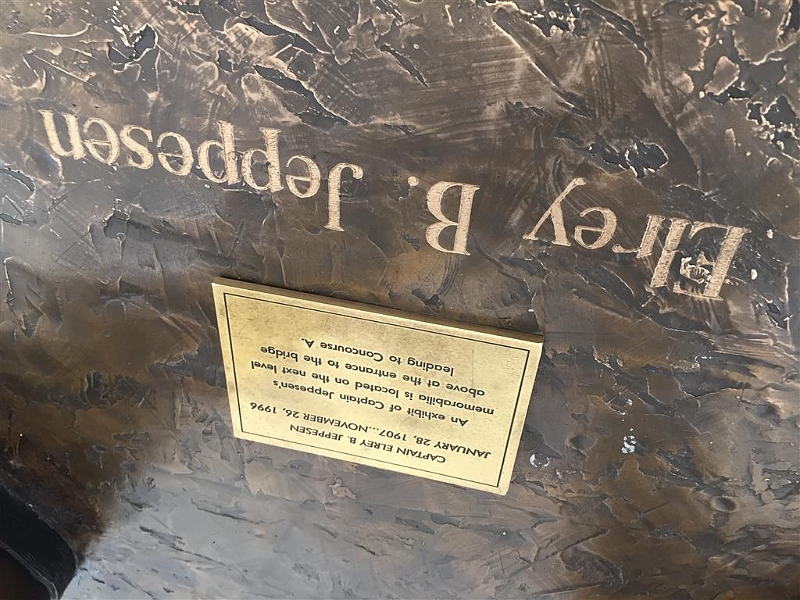 Elrey B. Jeppesen
CAPTAIN ELREY B. JEPPESEN
JANUARY 28, 1907...NOVEMBER 26, 1996
An exhibit of Captain Jeppesen's
memorabilia is located on the next level
above at the entrance to the bridge
leading to Concourse A.